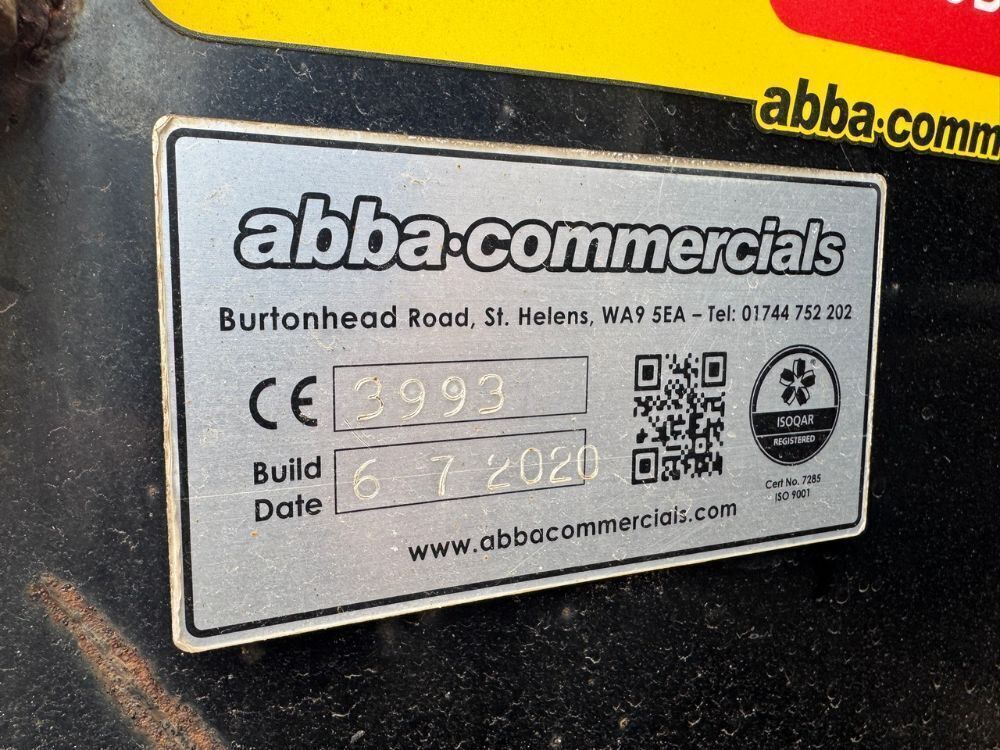 abba·comm
abba·commercials
Burtonhead Road, St. Helens, WA9 5EA – Tel: 01744 752 202
CE 3993
Build Date 6 7 2020
ISOQAR
REGISTERED
Cert No. 7285
ISO 9001
www.abbacommercials.com